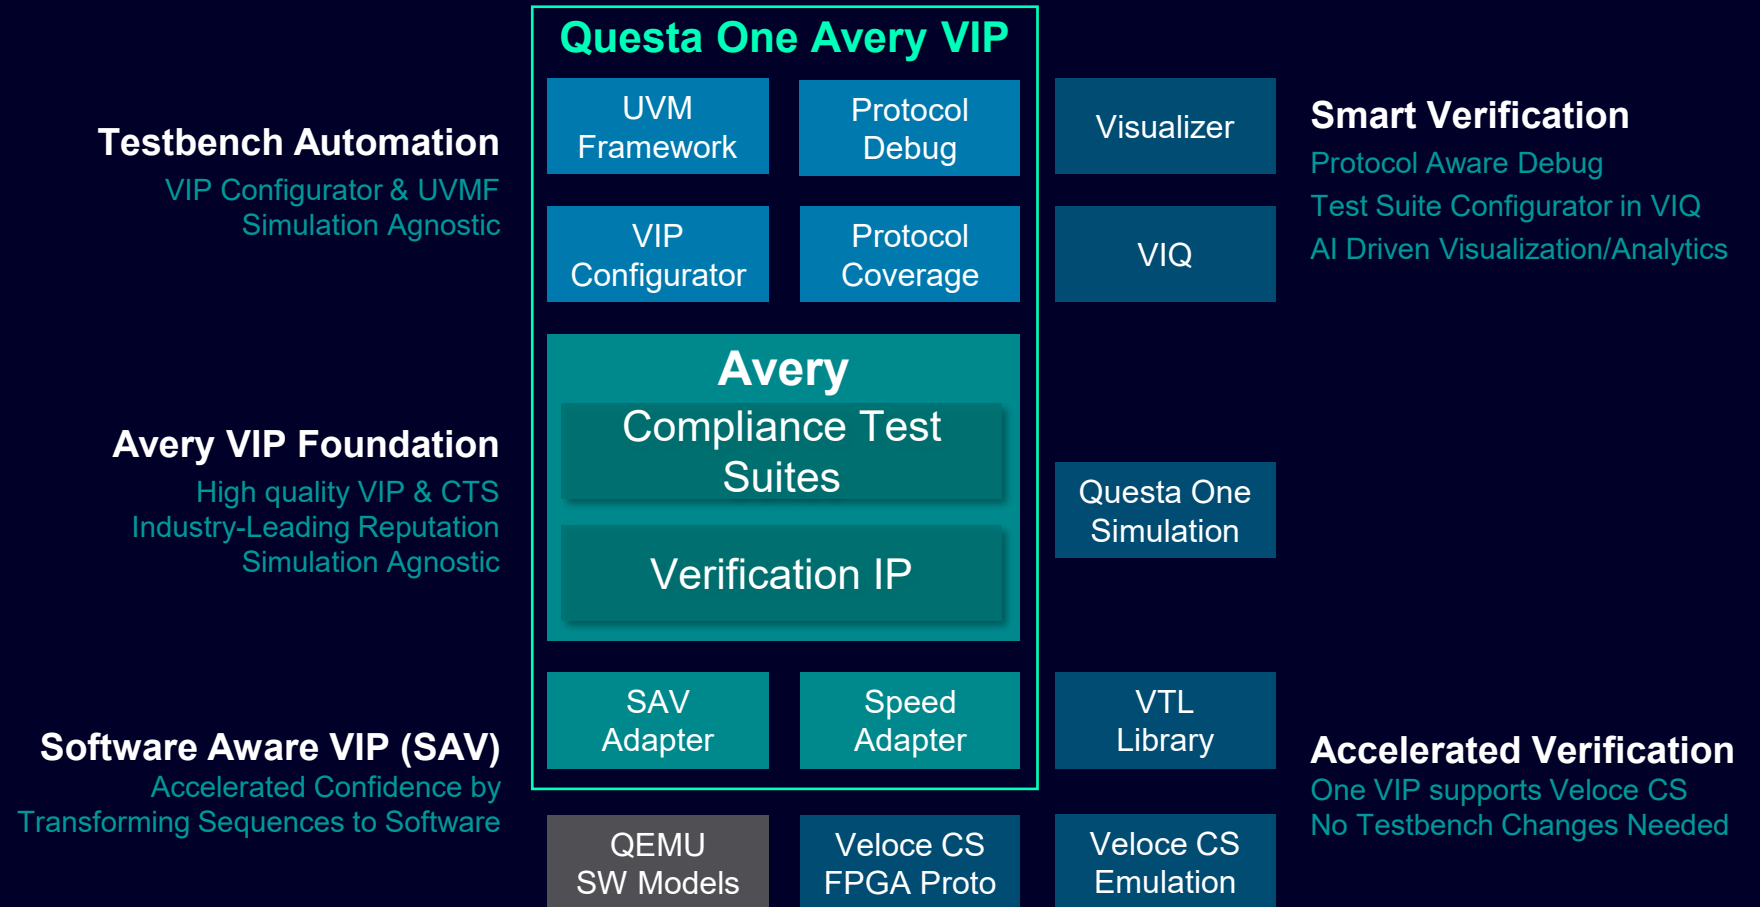 Questa One Avery VIP
Testbench Automation
VIP Configurator & UVMF
Simulation Agnostic
UVM
Framework
Protocol
Debug
Visualizer
Smart Verification
Protocol Aware Debug
Test Suite Configurator in VIQ
AI Driven Visualization/Analytics
VIP
Configurator
Protocol
Coverage
VIQ
Avery VIP Foundation
High quality VIP & CTS
Industry-Leading Reputation
Simulation Agnostic
Avery
Compliance Test
Suites
Verification IP
Questa One
Simulation
Software Aware VIP (SAV)
Accelerated Confidence by
Transforming Sequences to Software
SAV
Adapter
Speed
Adapter
VTL
Library
Accelerated Verification
One VIP supports Veloce CS
No Testbench Changes Needed
QEMU
SW Models
Veloce CS
FPGA Proto
Veloce CS
Emulation